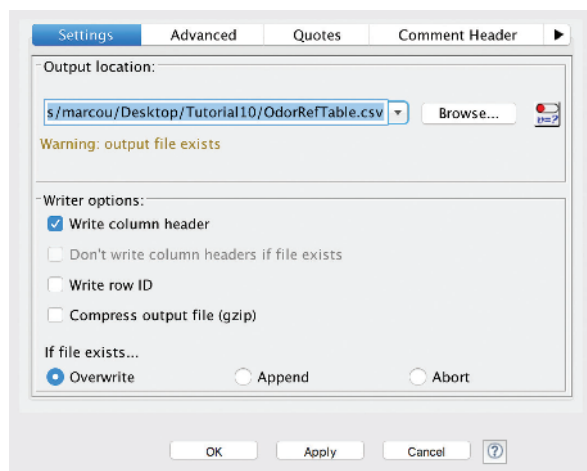 Settings Advanced Quotes Comment Header
Output location:
s/marcou/Desktop/Tutorial10/OdorRefTable.csv Browse... v=?
Warning: output file exists
Writer options:
Write column header
Don't write column headers if file exists
Write row ID
Compress output file (gzip)
If file exists...
Overwrite Append Abort
OK Apply Cancel ?